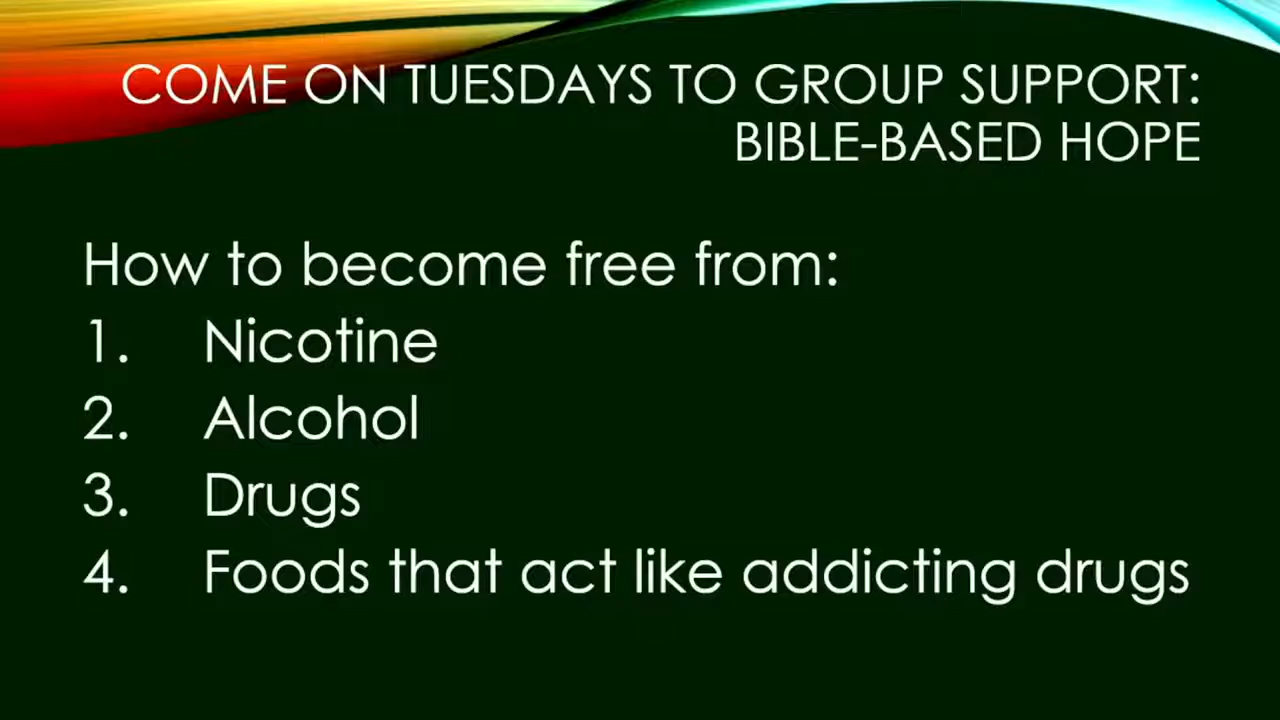 COME ON TUESDAYS TO GROUP SUPPORT:
BIBLE-BASED HOPE
How to become free from:
1. Nicotine
2. Alcohol
3. Drugs
4. Foods that act like addicting drugs